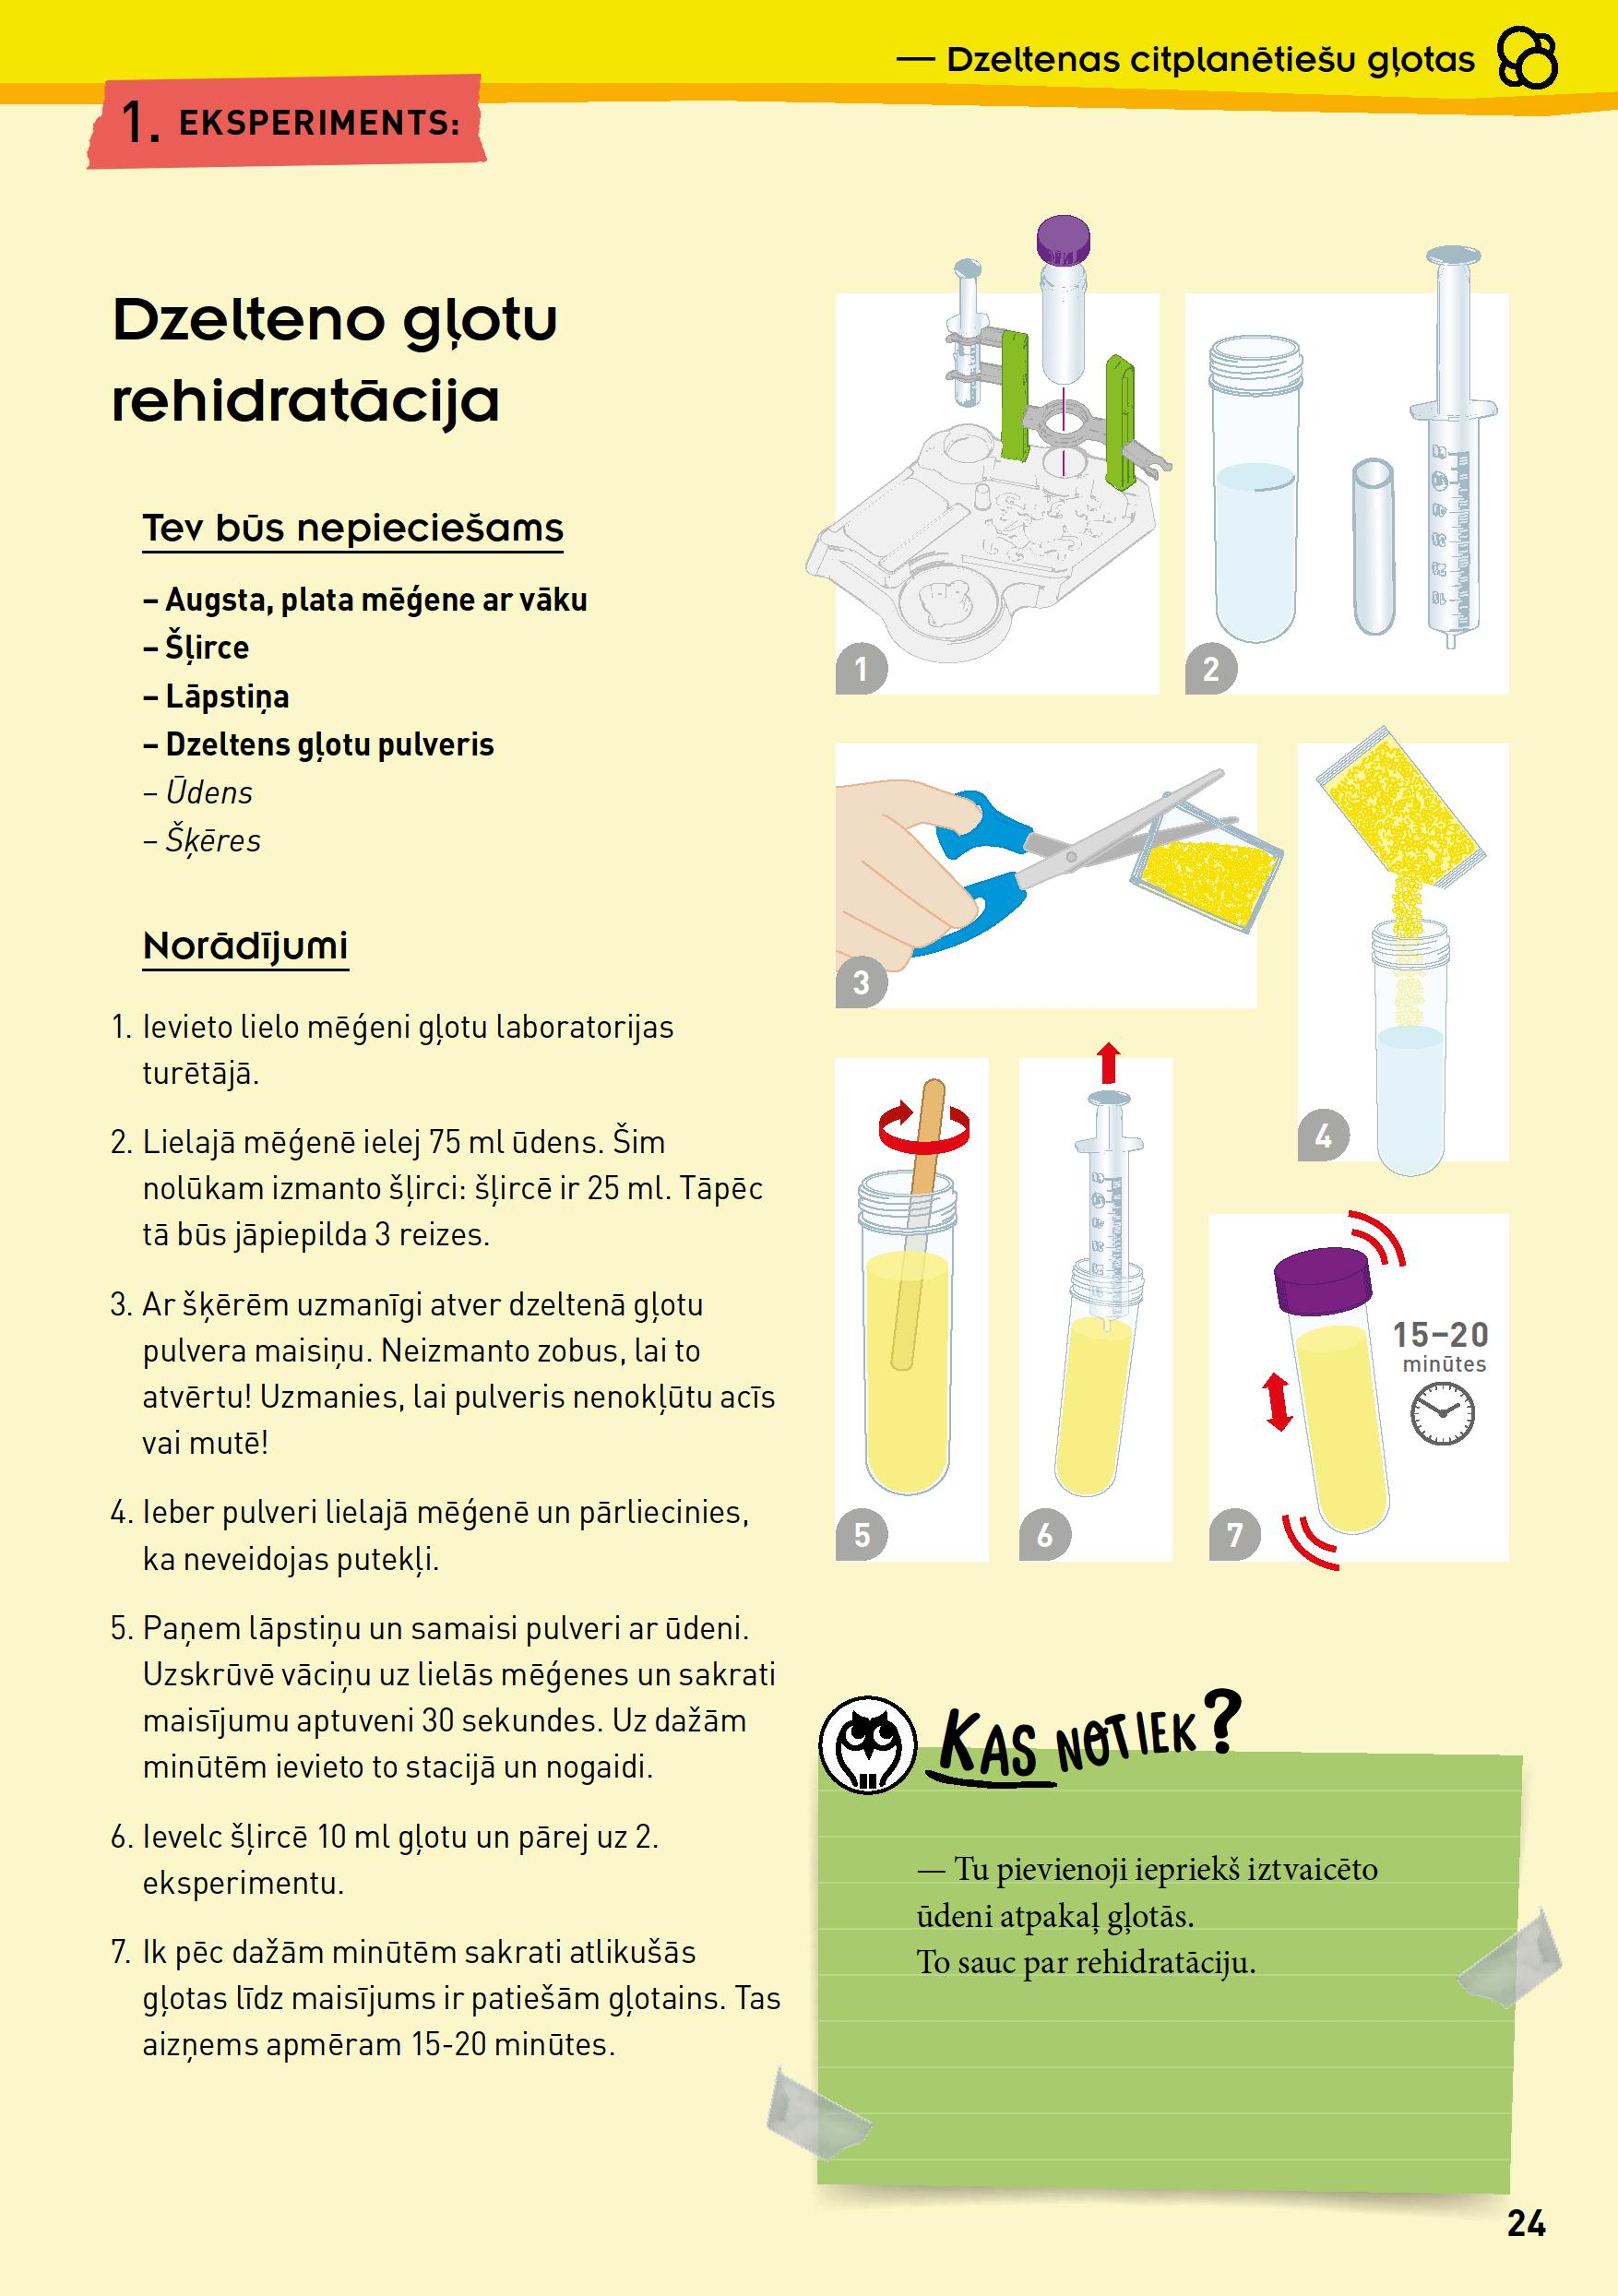 — Dzeltenas citplanētiešu gļotas
1. EKSPERIMENTS:
Dzelteno gļotu
rehidratācija
Tev būs nepieciešams
– Augsta, plata mēģene ar vāku
– Šļirce
– Lāpstiņa
– Dzeltens gļotu pulveris
– Ūdens
– Šķēres
Norādījumi
1. Ievieto lielo mēģeni gļotu laboratorijas
turētājā.
2. Lielajā mēģenē ielej 75 ml ūdens. Šim
nolūkam izmanto šļirci: šļircē ir 25 ml. Tāpēc
tā būs jāpiepilda 3 reizes.
3. Ar šķērēm uzmanīgi atver dzeltenā gļotu
pulvera maisiņu. Neizmanto zobus, lai to
atvērtu! Uzmanies, lai pulveris nenokļūtu acīs
vai mutē!
4. Ieber pulveri lielajā mēģenē un pārliecinies,
ka neveidojas putekļi.
5. Paņem lāpstiņu un samaisi pulveri ar ūdeni.
Uzskrūvē vāciņu uz lielās mēģenes un sakrati
maisījumu aptuveni 30 sekundes. Uz dažām
minūtēm ievieto to stacijā un nogaidi.
6. Ievelc šļircē 10 ml gļotu un pārej uz 2.
eksperimentu.
7. Ik pēc dažām minūtēm sakrati atlikušās
gļotas līdz maisījums ir patiešām gļotains. Tas
aizņems apmēram 15-20 minūtes.
1
2
3
4
5
6
7
15–20
minūtes
KAS NOTIEK?
— Tu pievienoji iepriekš iztvaicēto
ūdeni atpakaļ gļotās.
To sauc par rehidratāciju.
24